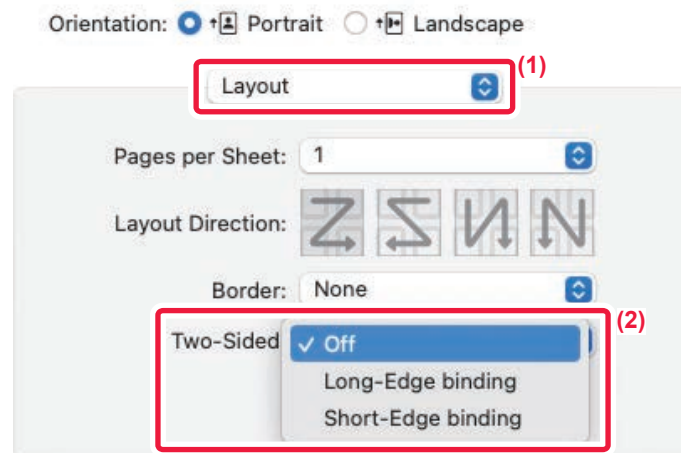 Orientation: Portrait Landscape
(1)
Layout
Pages per Sheet: 1
Layout Direction:
Border: None
(2)
Two-Sided ✓ Off
Long-Edge binding
Short-Edge binding